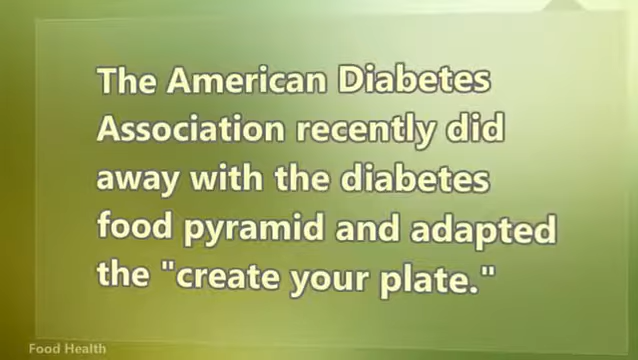 The American Diabetes
Association recently did
away with the diabetes
food pyramid and adapted
the "create your plate."
Food Health